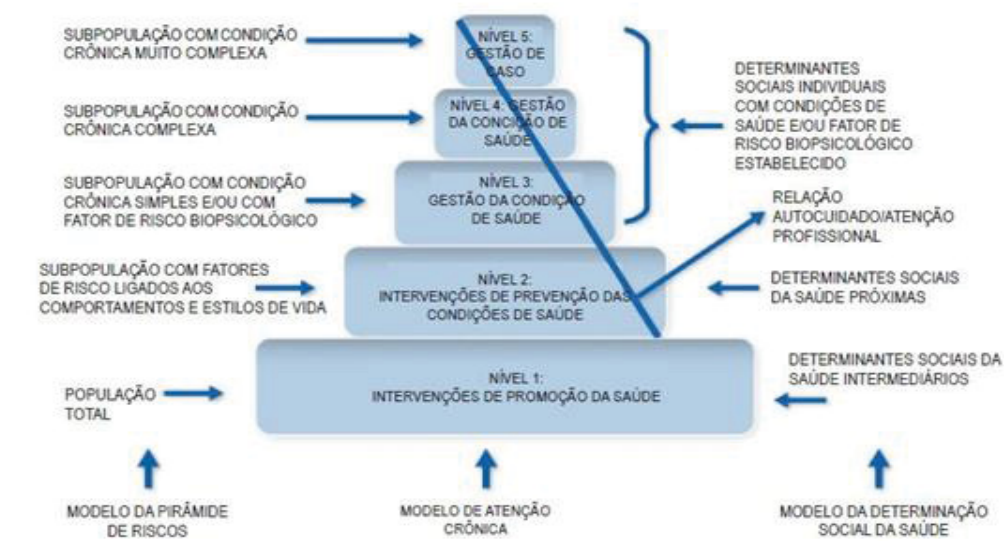 SUBPOPULAÇÃO COM CONDIÇÃO
CRÔNICA MUITO COMPLEXA
NÍVEL 5:
GESTÃO DE
CASO
SUBPOPULAÇÃO COM CONDIÇÃO
CRÔNICA COMPLEXA
NÍVEL 4: GESTÃO
DA CONCIÇÃO DE
SAÚDE
DETERMINANTES
SOCIAIS INDIVIDUAIS
COM CONDIÇÕES DE
SAÚDE E/OU FATOR DE
RISCO BIOPSICOLÓGICO
ESTABELECIDO
SUBPOPULAÇÃO COM CONDIÇÃO
CRÔNICA SIMPLES E/OU COM
FATOR DE RISCO BIOPSICOLÓGICO
NÍVEL 3:
GESTÃO DA CONDIÇÃO
DE SAÚDE
RELAÇÃO
AUTOCUIDADO/ATENÇÃO
PROFISSIONAL
SUBPOPULAÇÃO COM FATORES
DE RISCO LIGADOS AOS
COMPORTAMENTOS E ESTILOS DE VIDA
NÍVEL 2:
INTERVENÇÕES DE PREVENÇÃO DAS
CONDIÇÕES DE SAÚDE
DETERMINANTES SOCIAIS
DA SAÚDE PRÓXIMAS
POPULAÇÃO
TOTAL
NÍVEL 1:
INTERVENÇÕES DE PROMOÇÃO DA SAÚDE
DETERMINANTES SOCIAIS DA
SAÚDE INTERMEDIÁRIOS
MODELO DA PIRÂMIDE
DE RISCOS
MODELO DE ATENÇÃO
CRÔNICA
MODELO DA DETERMINAÇÃO
SOCIAL DA SAÚDE